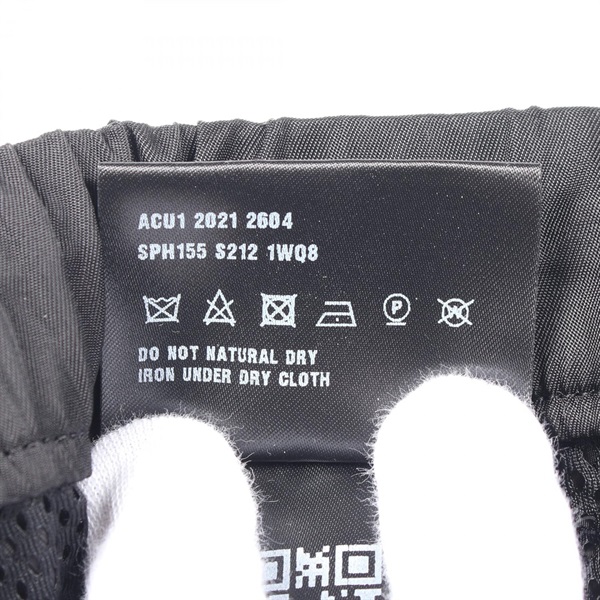 ACU1 2021 2604
SPH155 S212 1WQ8
P
W
DO NOT NATURAL DRY
IRON UNDER DRY CLOTH